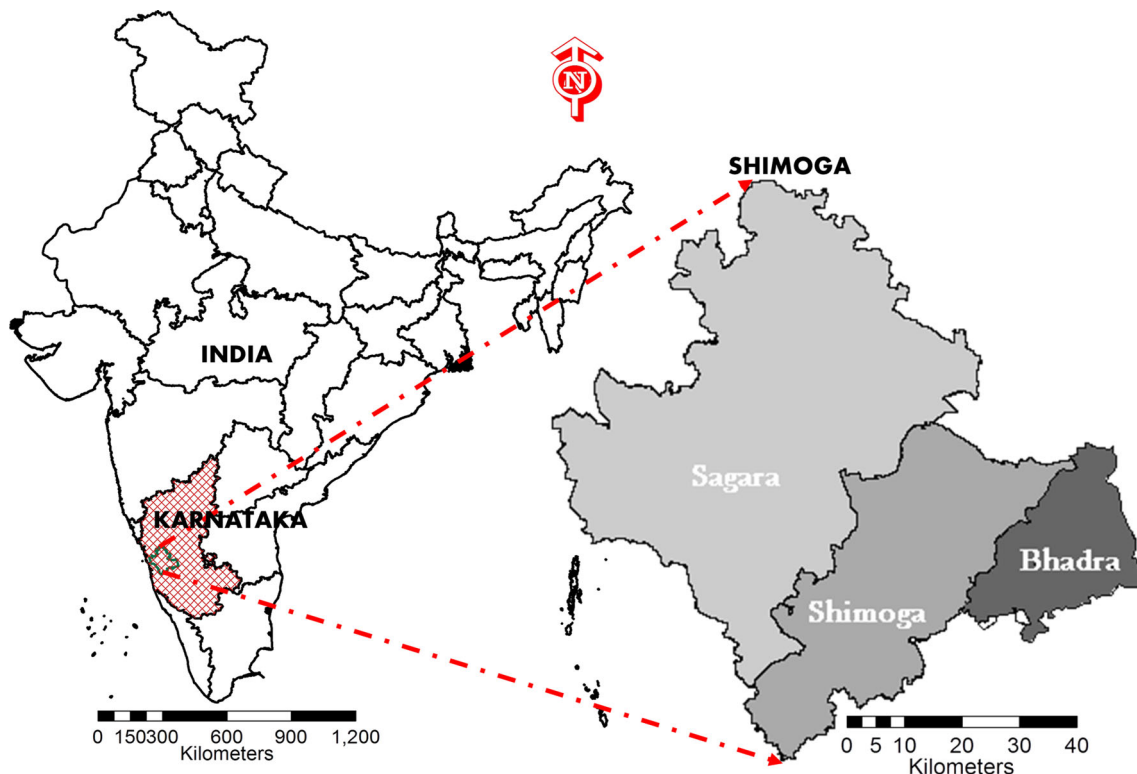 N
SHIMOGA
INDIA
KARNATAKA
Sagara
Bhadra
Shimoga
0 150300 600 900 1,200
Kilometers
0 5 10 20 30 40
Kilometers